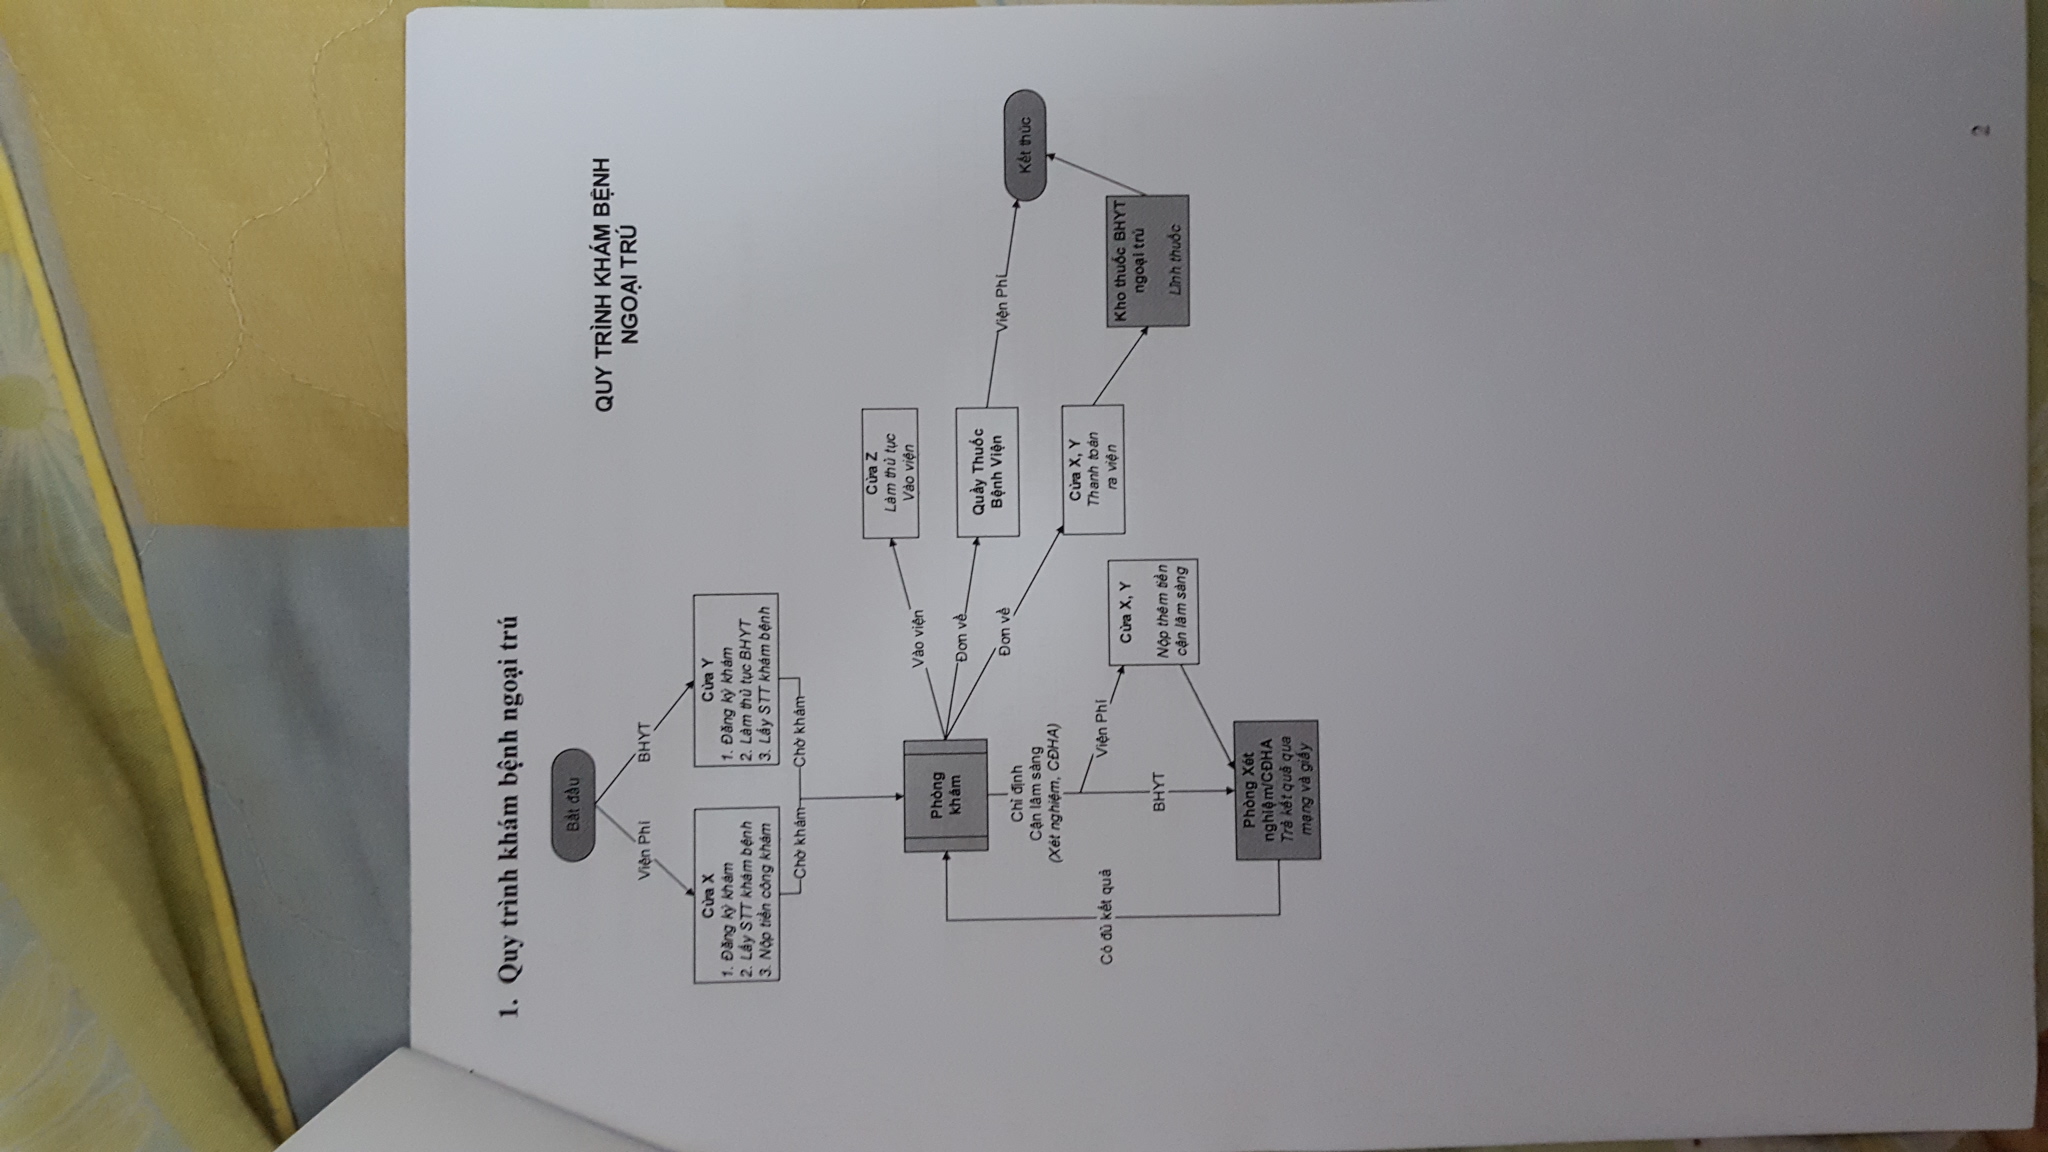 1. Quy trình khám bệnh ngoại trú
Bắt đầu
QUY TRÌNH KHÁM BỆNH
NGOẠI TRÚ
Viện Phí
BHYT
Cửa X
1. Đăng ký khám
2. Lấy STT khám bệnh
3. Nộp tiền công khám
Cửa Y
1. Đăng ký khám
2. Làm thủ tục BHYT
3. Lấy STT khám bệnh
Chờ khám
Chờ khám
Phòng
khám
Vào viện
Cửa Z
Làm thủ tục
Vào viện
Đơn về
Quầy Thuốc
Bệnh Viện
Viện Phí
Kết thúc
Đơn về
Cửa X, Y
Thanh toán
ra viện
Kho thuốc BHYT
ngoại trú
Lĩnh thuốc
Chỉ định
Cận lâm sàng
(Xét nghiệm, CĐHA)
Viện Phí
Cửa X, Y
Nộp thêm tiền
cận lâm sàng
BHYT
Có đủ kết quả
Phòng Xét
nghiệm/CĐHA
Trả kết quả qua
mạng và giấy
2